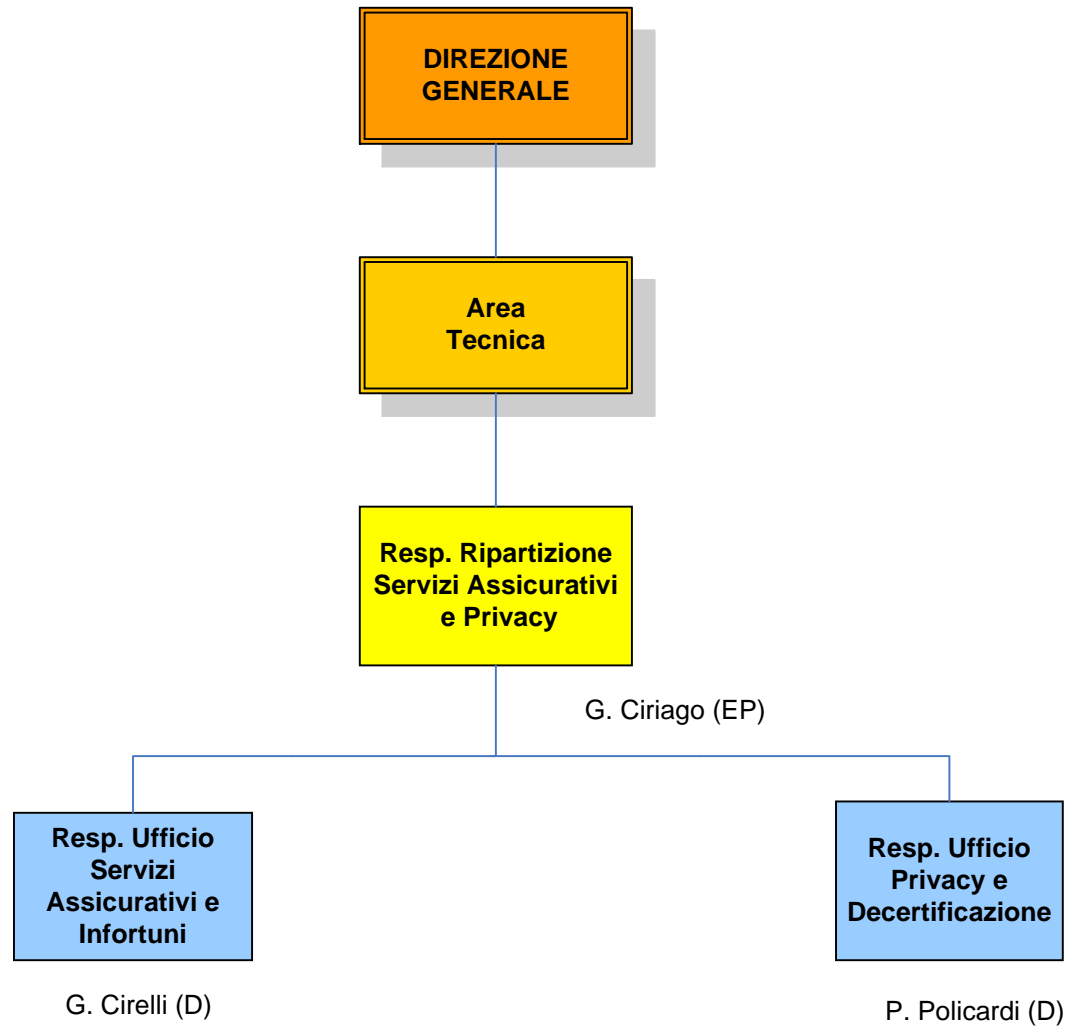 DIREZIONE
GENERALE
Area
Tecnica
Resp. Ripartizione
Servizi Assicurativi
e Privacy
G. Ciriago (EP)
Resp. Ufficio
Servizi
Assicurativi e
Infortuni
G. Cirelli (D)
Resp. Ufficio
Privacy e
Decertificazione
P. Policardi (D)